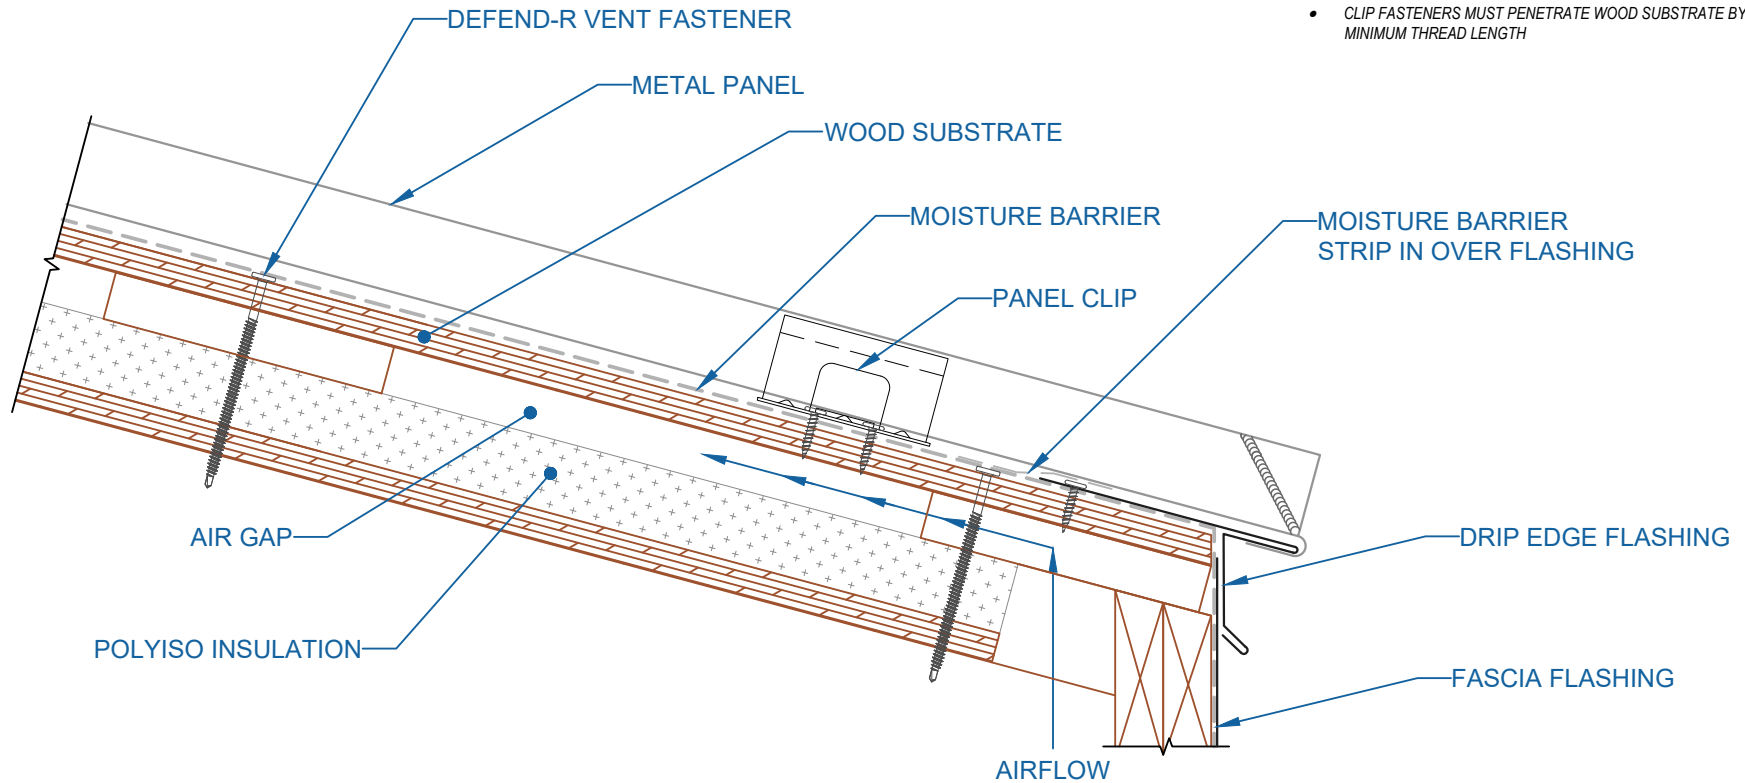 DEFEND-R VENT FASTENER
• CLIP FASTENERS MUST PENETRATE WOOD SUBSTRATE BY
MINIMUM THREAD LENGTH
METAL PANEL
WOOD SUBSTRATE
MOISTURE BARRIER
MOISTURE BARRIER
STRIP IN OVER FLASHING
PANEL CLIP
AIR GAP
DRIP EDGE FLASHING
POLYISO INSULATION
FASCIA FLASHING
AIRFLOW